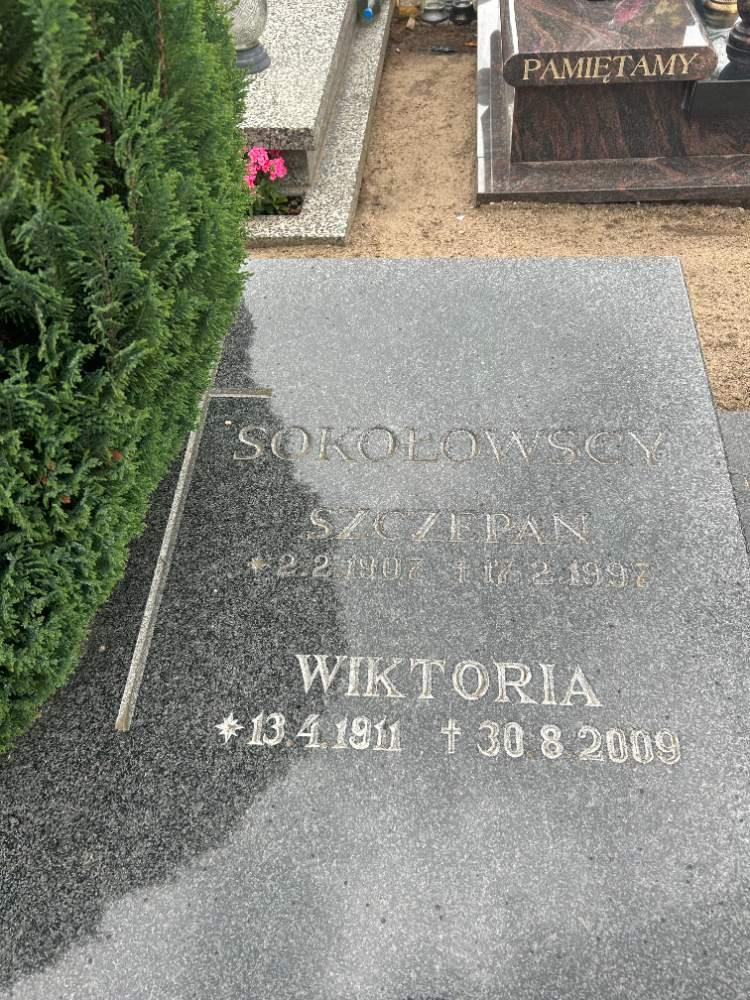 PAMIĘTAMY
SOKOŁOWSCY
SZCZEPAN
* 2.2.1907 † 17.2.1997
WIKTORIA
* 13.4.1911 † 30.8.2009